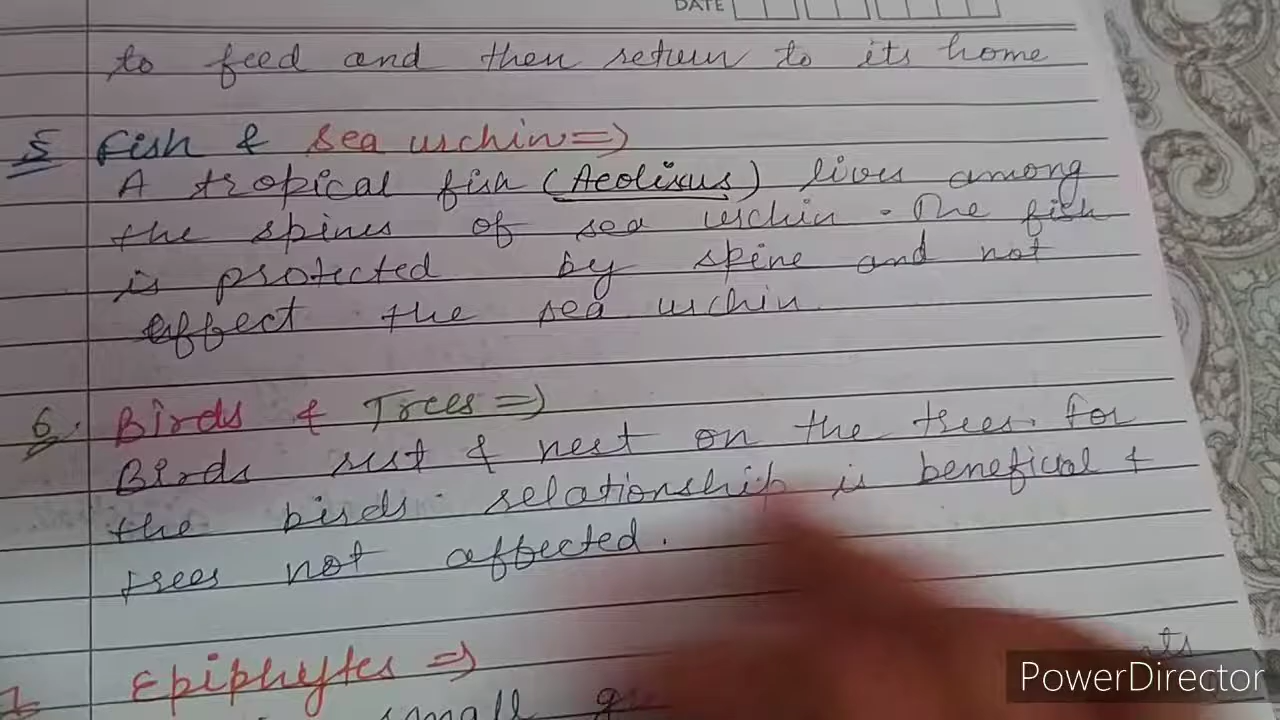 DATE
to feed and then return to its home
5 Fish & Sea urchin =>
A tropical fish (Aeolixus) lives among
the spines of sea urchin. The fish
is protected by spine and not
effect the sea urchin
6. Birds & Trees =>
Birds rest & nest on the trees. For
the birds relationship is beneficial &
trees not affected.
7 Epiphytes =>
small
PowerDirector